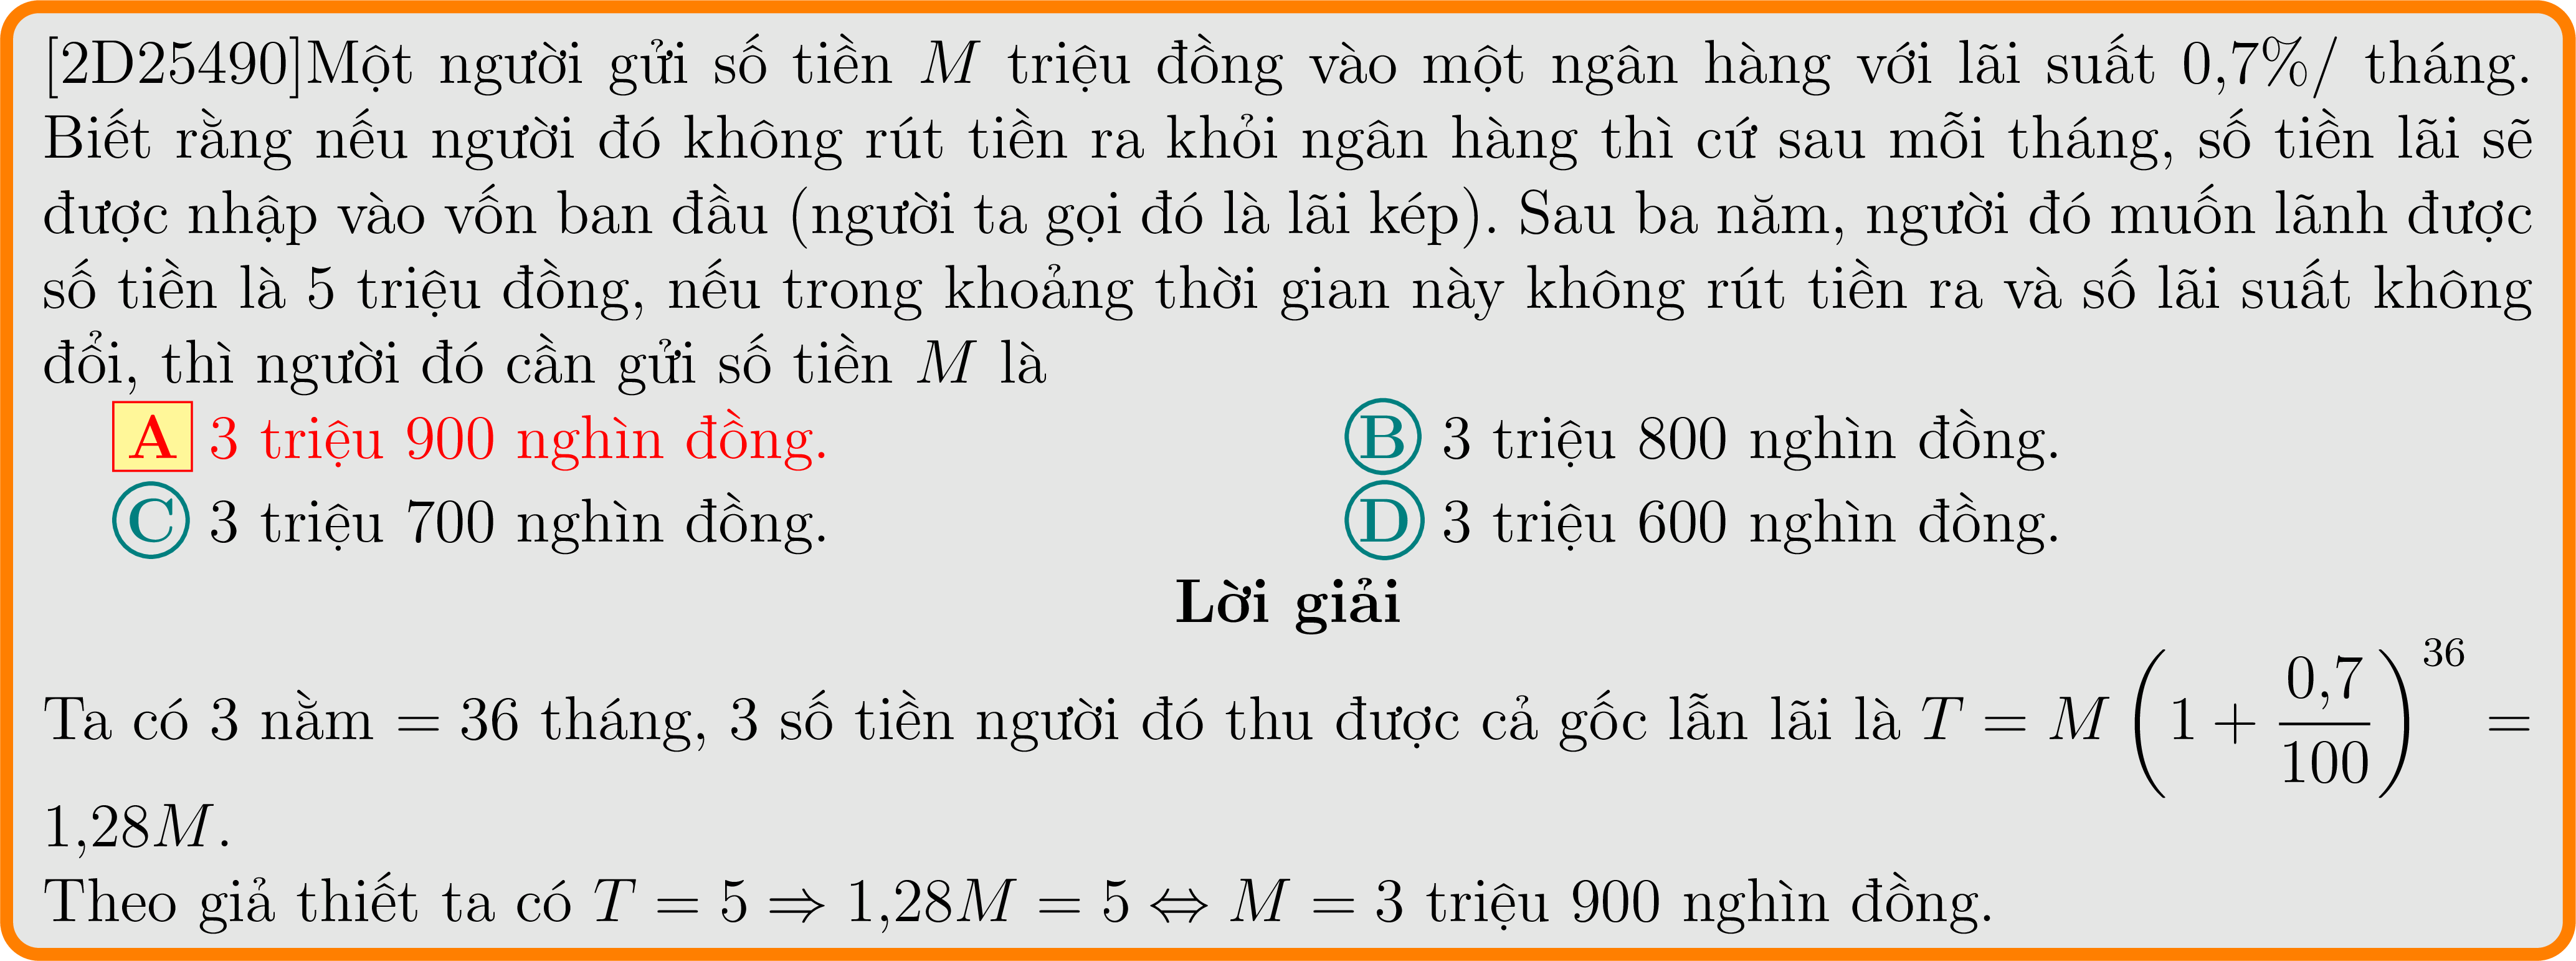 [2D25490]Một người gửi số tiền M triệu đồng vào một ngân hàng với lãi suất 0,7%/ tháng.
Biết rằng nếu người đó không rút tiền ra khỏi ngân hàng thì cứ sau mỗi tháng, số tiền lãi sẽ
được nhập vào vốn ban đầu (người ta gọi đó là lãi kép). Sau ba năm, người đó muốn lãnh được
số tiền là 5 triệu đồng, nếu trong khoảng thời gian này không rút tiền ra và số lãi suất không
đổi, thì người đó cần gửi số tiền M là
A 3 triệu 900 nghìn đồng. B 3 triệu 800 nghìn đồng.
C 3 triệu 700 nghìn đồng. D 3 triệu 600 nghìn đồng.
Lời giải
Ta có 3 nằm = 36 tháng, 3 số tiền người đó thu được cả gốc lẫn lãi là T = M (1 + 0,7/100)^36 =
1,28M.
Theo giả thiết ta có T = 5 ⇒ 1,28M = 5 ⇔ M = 3 triệu 900 nghìn đồng.